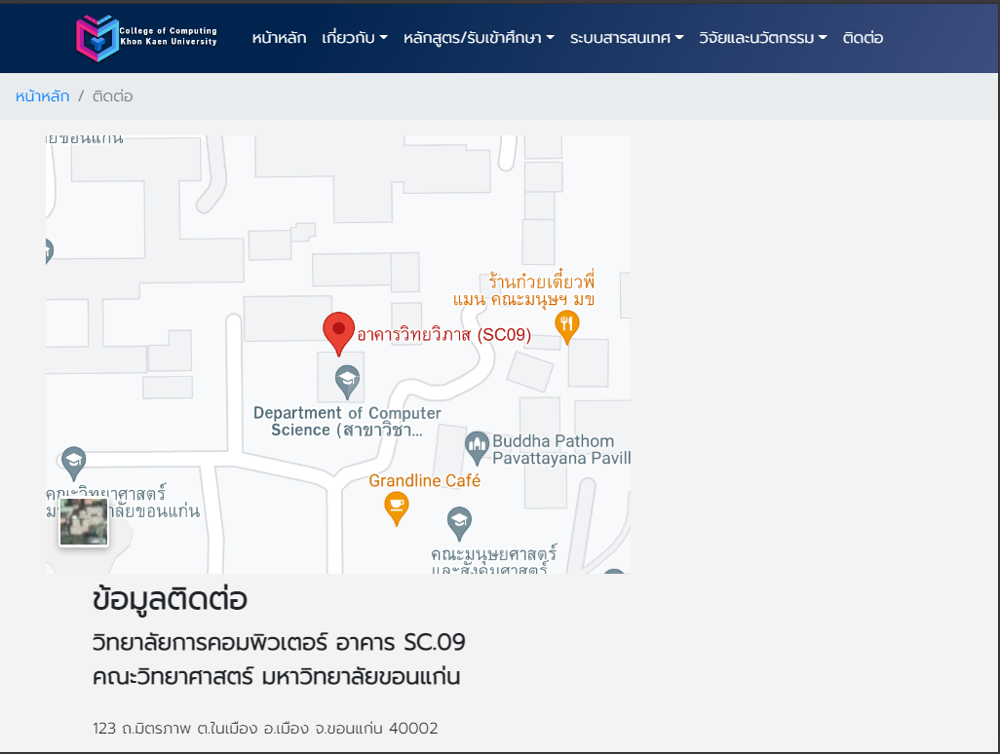 College of Computing
Khon Kaen University
หน้าหลัก เกี่ยวกับ หลักสูตร/รับเข้าศึกษา ระบบสารสนเทศ วิจัยและนวัตกรรม ติดต่อ
หน้าหลัก / ติดต่อ
ร้านก๋วยเตี๋ยวพี่
แมน คณะมนุษฯ มข
อาคารวิทยวิภาส (SC09)
Department of Computer
Science (สาขาวิชา...
Buddha Pathom
Pavattayana Pavill
Grandline Café
คณะวิทยาศาสตร์
ลัยขอนแก่น
คณะมนุษยศาสตร์
และสังคมศาสตร์
ข้อมูลติดต่อ
วิทยาลัยการคอมพิวเตอร์ อาคาร SC.09
คณะวิทยาศาสตร์ มหาวิทยาลัยขอนแก่น
123 ถ.มิตรภาพ ต.ในเมือง อ.เมือง จ.ขอนแก่น 40002